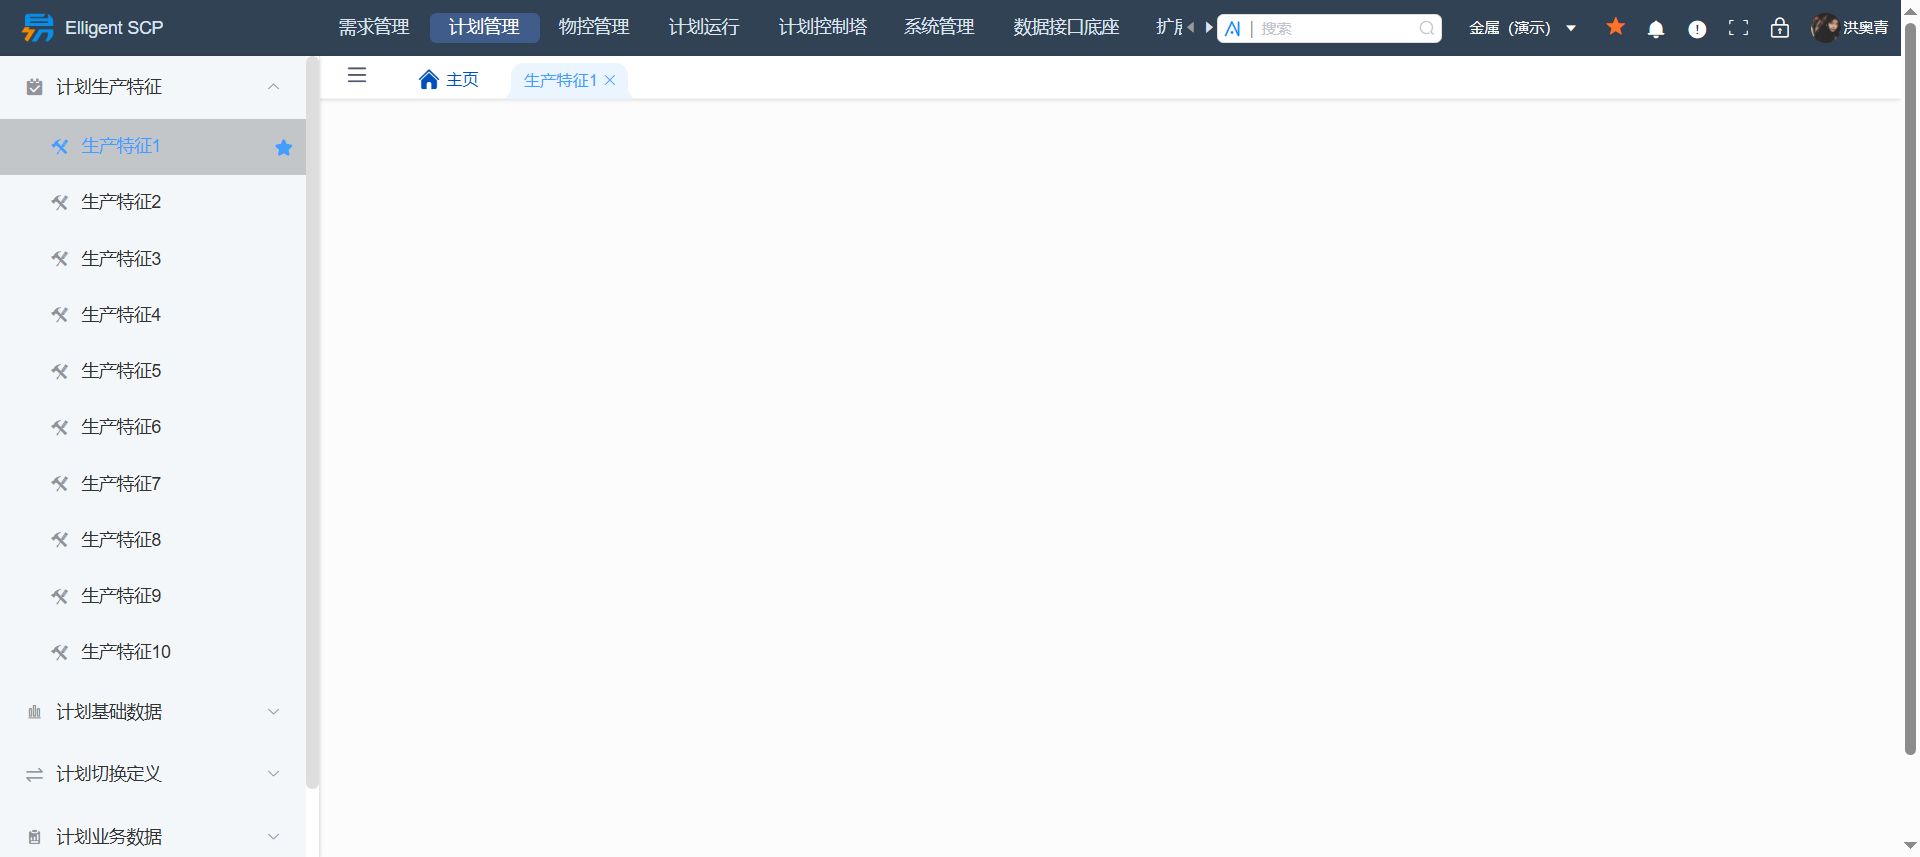 Elligent SCP
需求管理 计划管理 物控管理 计划运行 计划控制塔 系统管理 数据接口底座
AI | 搜索
金属（演示）
洪奥青
主页
生产特征1
计划生产特征
生产特征1
生产特征2
生产特征3
生产特征4
生产特征5
生产特征6
生产特征7
生产特征8
生产特征9
生产特征10
计划基础数据
计划切换定义
计划业务数据